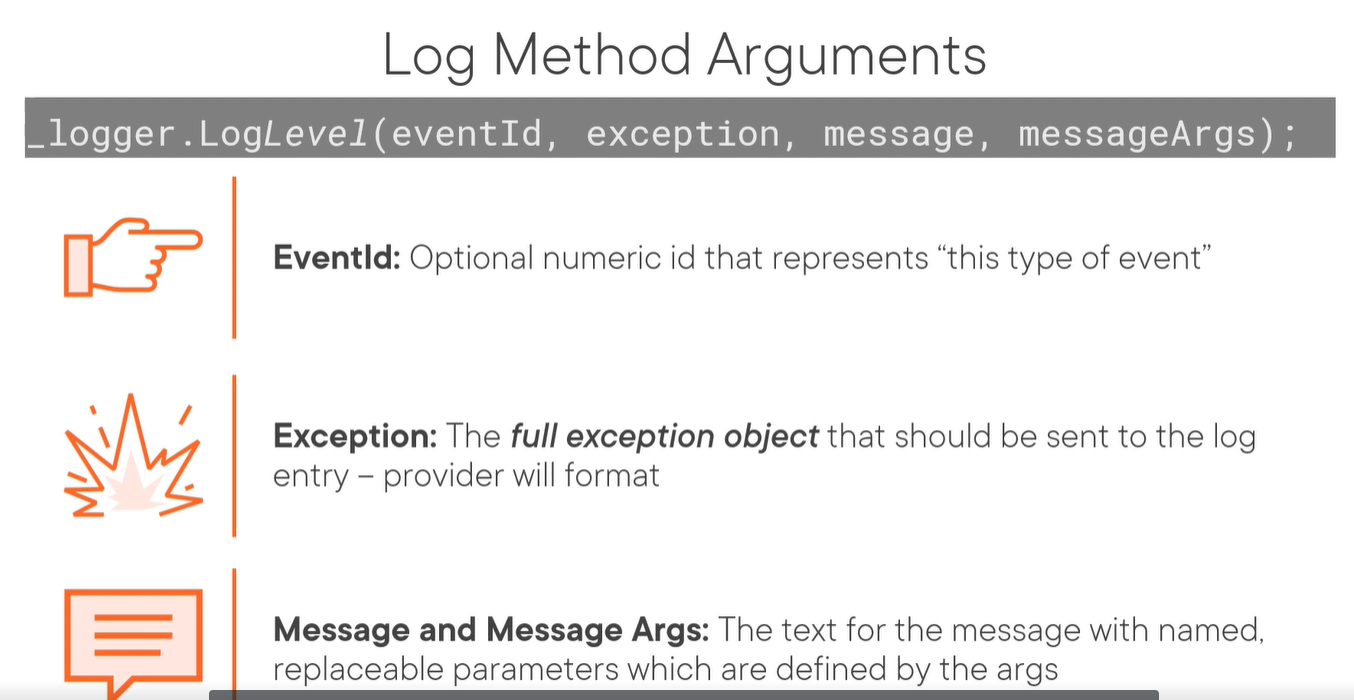 Log Method Arguments
_logger.LogLevel(eventId, exception, message, messageArgs);
EventId: Optional numeric id that represents “this type of event”
Exception: The full exception object that should be sent to the log
entry – provider will format
Message and Message Args: The text for the message with named,
replaceable parameters which are defined by the args